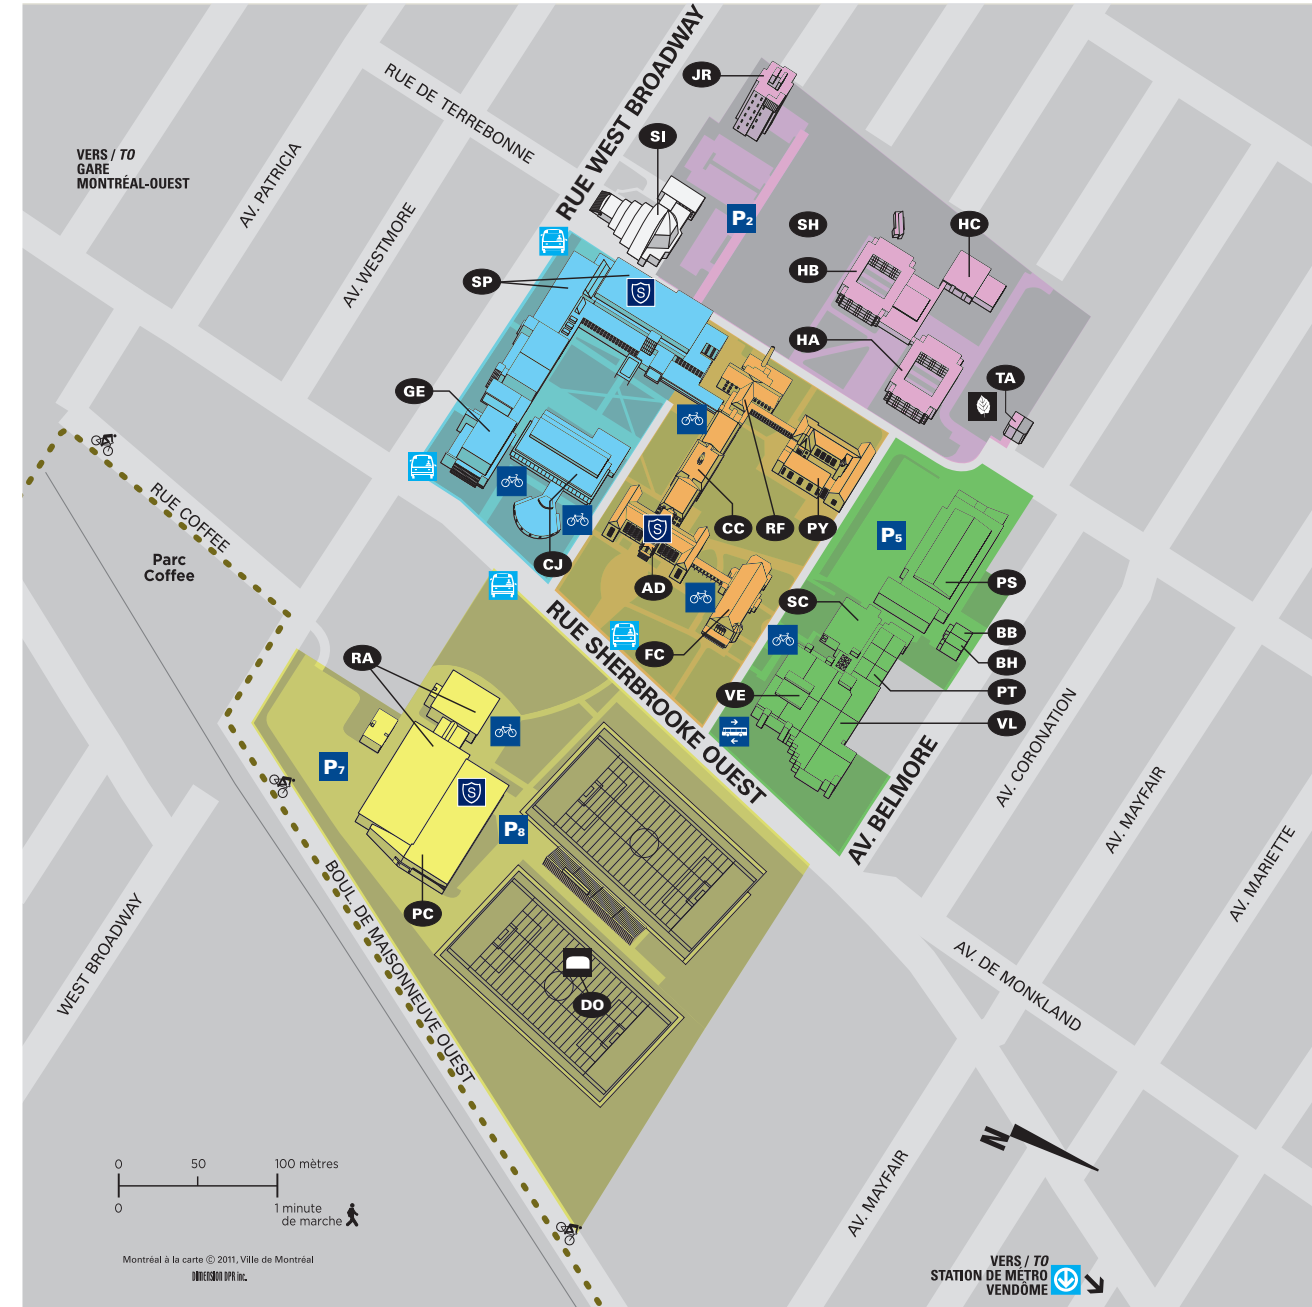 RUE WEST BROADWAY
JR
RUE DE TERREBONNE
SI
VERS / TO
GARE
MONTRÉAL-OUEST
AV. PATRICIA
AV. WESTMORE
P2
SH
HC
HB
SP
S
HA
TA
GE
RUE COFFEE
Parc
Coffee
CC
RF
PY
S
P5
CJ
AD
PS
SC
BB
FC
BH
RA
PT
VE
VL
RUE SHERBROOKE OUEST
P7
S
P8
AV. BELMORE
AV. CORONATION
AV. MAYFAIR
AV. MARIETTE
PC
BOUL. DE MAISONNEUVE OUEST
WEST BROADWAY
DO
AV. DE MONKLAND
N
AV. MAYFAIR
0 50 100 mètres
0 1 minute
de marche
Montréal à la carte © 2011, Ville de Montréal
DIMENSION DPR inc.
VERS / TO
STATION DE MÉTRO
VENDÔME